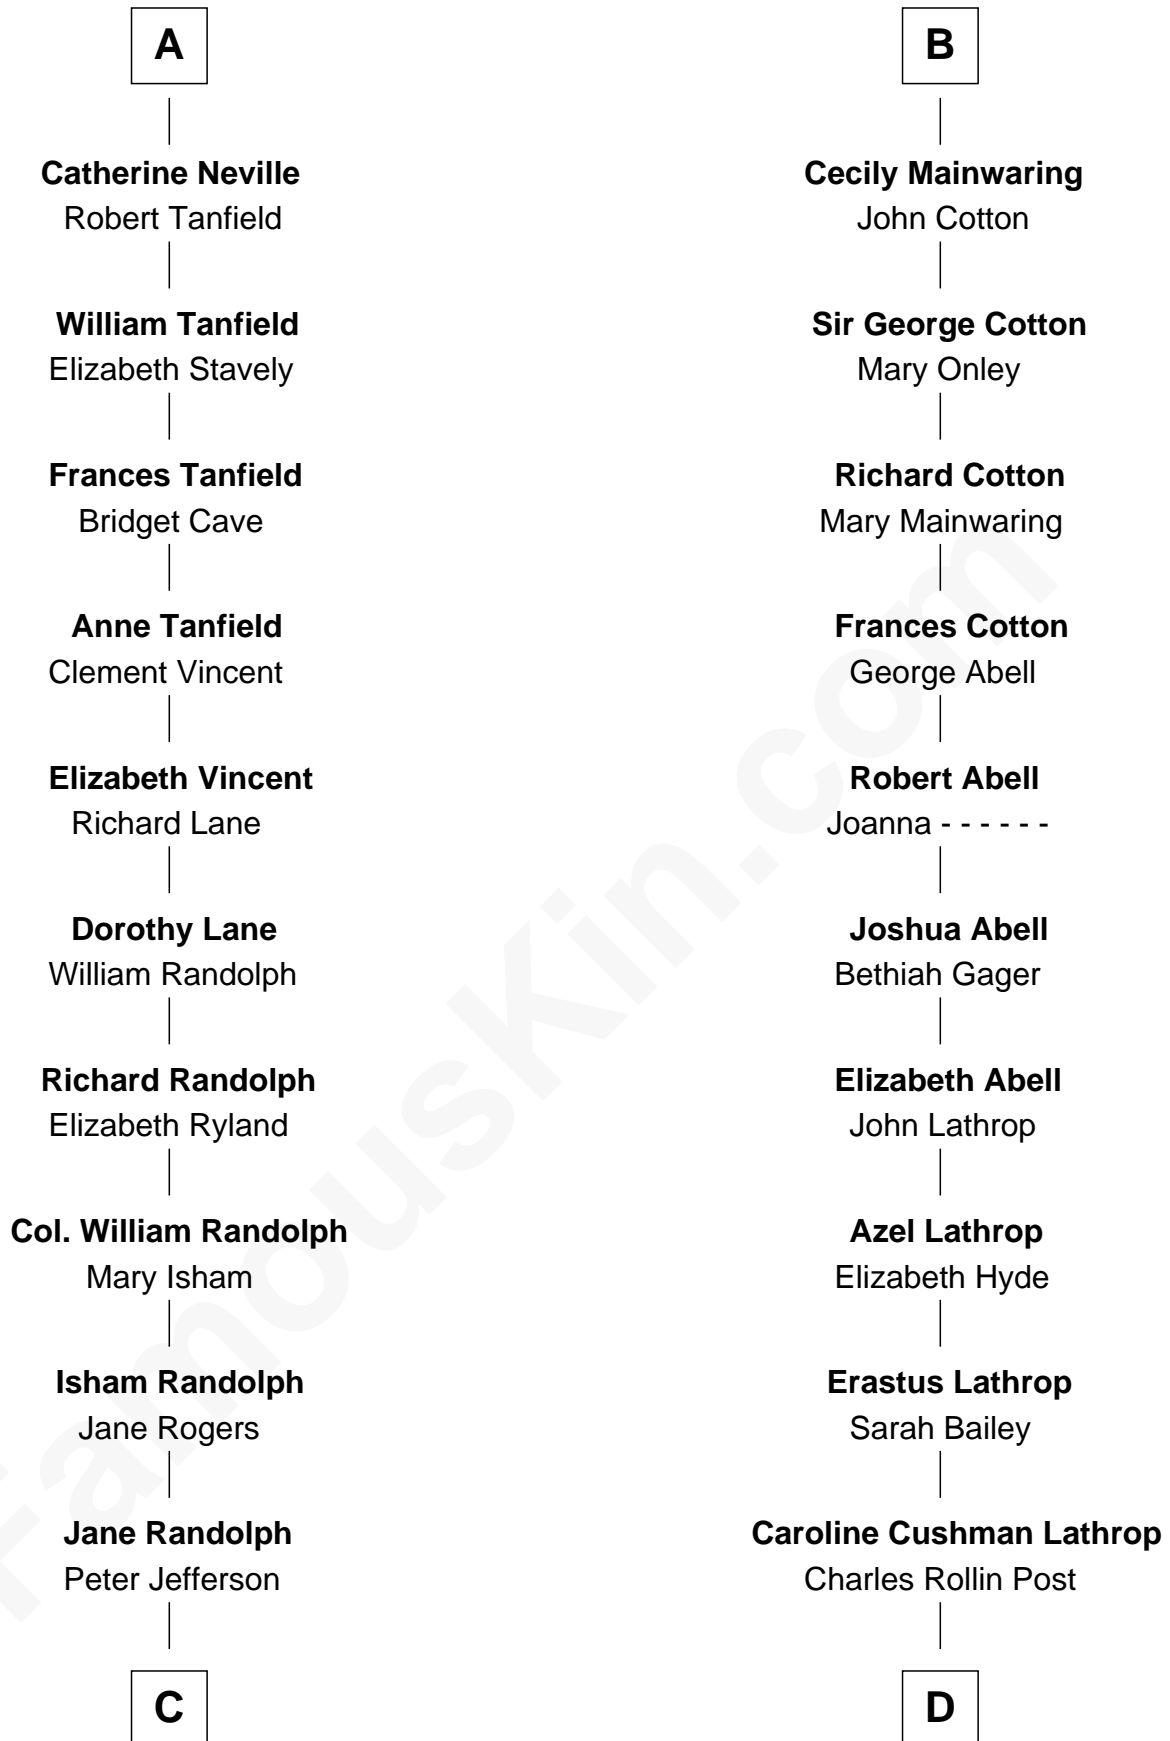 A
Catherine Neville
Robert Tanfield
William Tanfield
Elizabeth Stavely
Frances Tanfield
Bridget Cave
Anne Tanfield
Clement Vincent
Elizabeth Vincent
Richard Lane
Dorothy Lane
William Randolph
Richard Randolph
Elizabeth Ryland
Col. William Randolph
Mary Isham
Isham Randolph
Jane Rogers
Jane Randolph
Peter Jefferson
C
B
Cecily Mainwaring
John Cotton
Sir George Cotton
Mary Onley
Richard Cotton
Mary Mainwaring
Frances Cotton
George Abell
Robert Abell
Joanna - - - - - -
Joshua Abell
Bethiah Gager
Elizabeth Abell
John Lathrop
Azel Lathrop
Elizabeth Hyde
Erastus Lathrop
Sarah Bailey
Caroline Cushman Lathrop
Charles Rollin Post
D
FamousKin.com